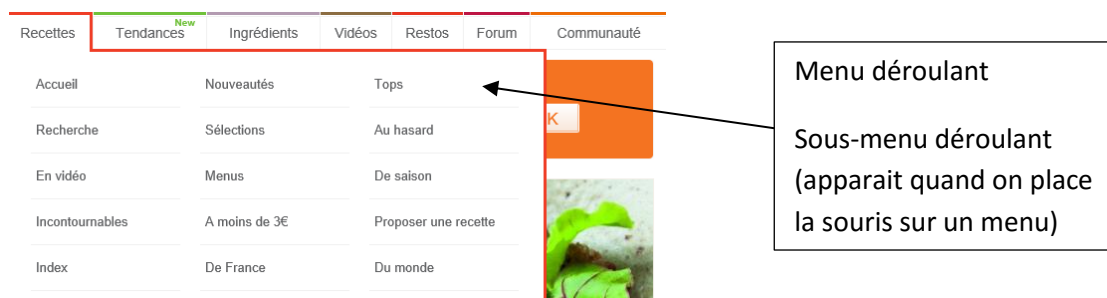 New
Recettes Tendances Ingrédients Vidéos Restos Forum Communauté
Accueil Nouveautés Tops
Recherche Sélections Au hasard
En vidéo Menus De saison
Incontournables A moins de 3€ Proposer une recette
Index De France Du monde
K
Menu déroulant
Sous-menu déroulant
(apparait quand on place
la souris sur un menu)